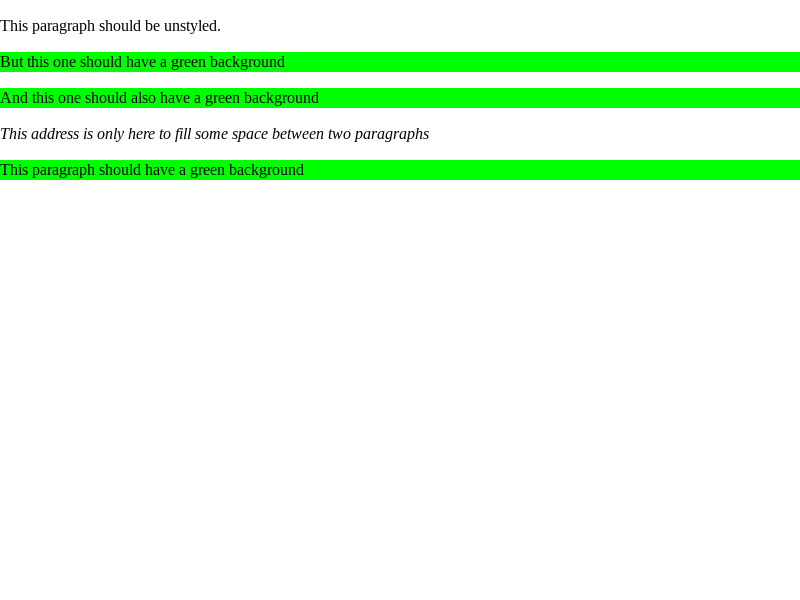 This paragraph should be unstyled.
But this one should have a green background
And this one should also have a green background
This address is only here to fill some space between two paragraphs
This paragraph should have a green background